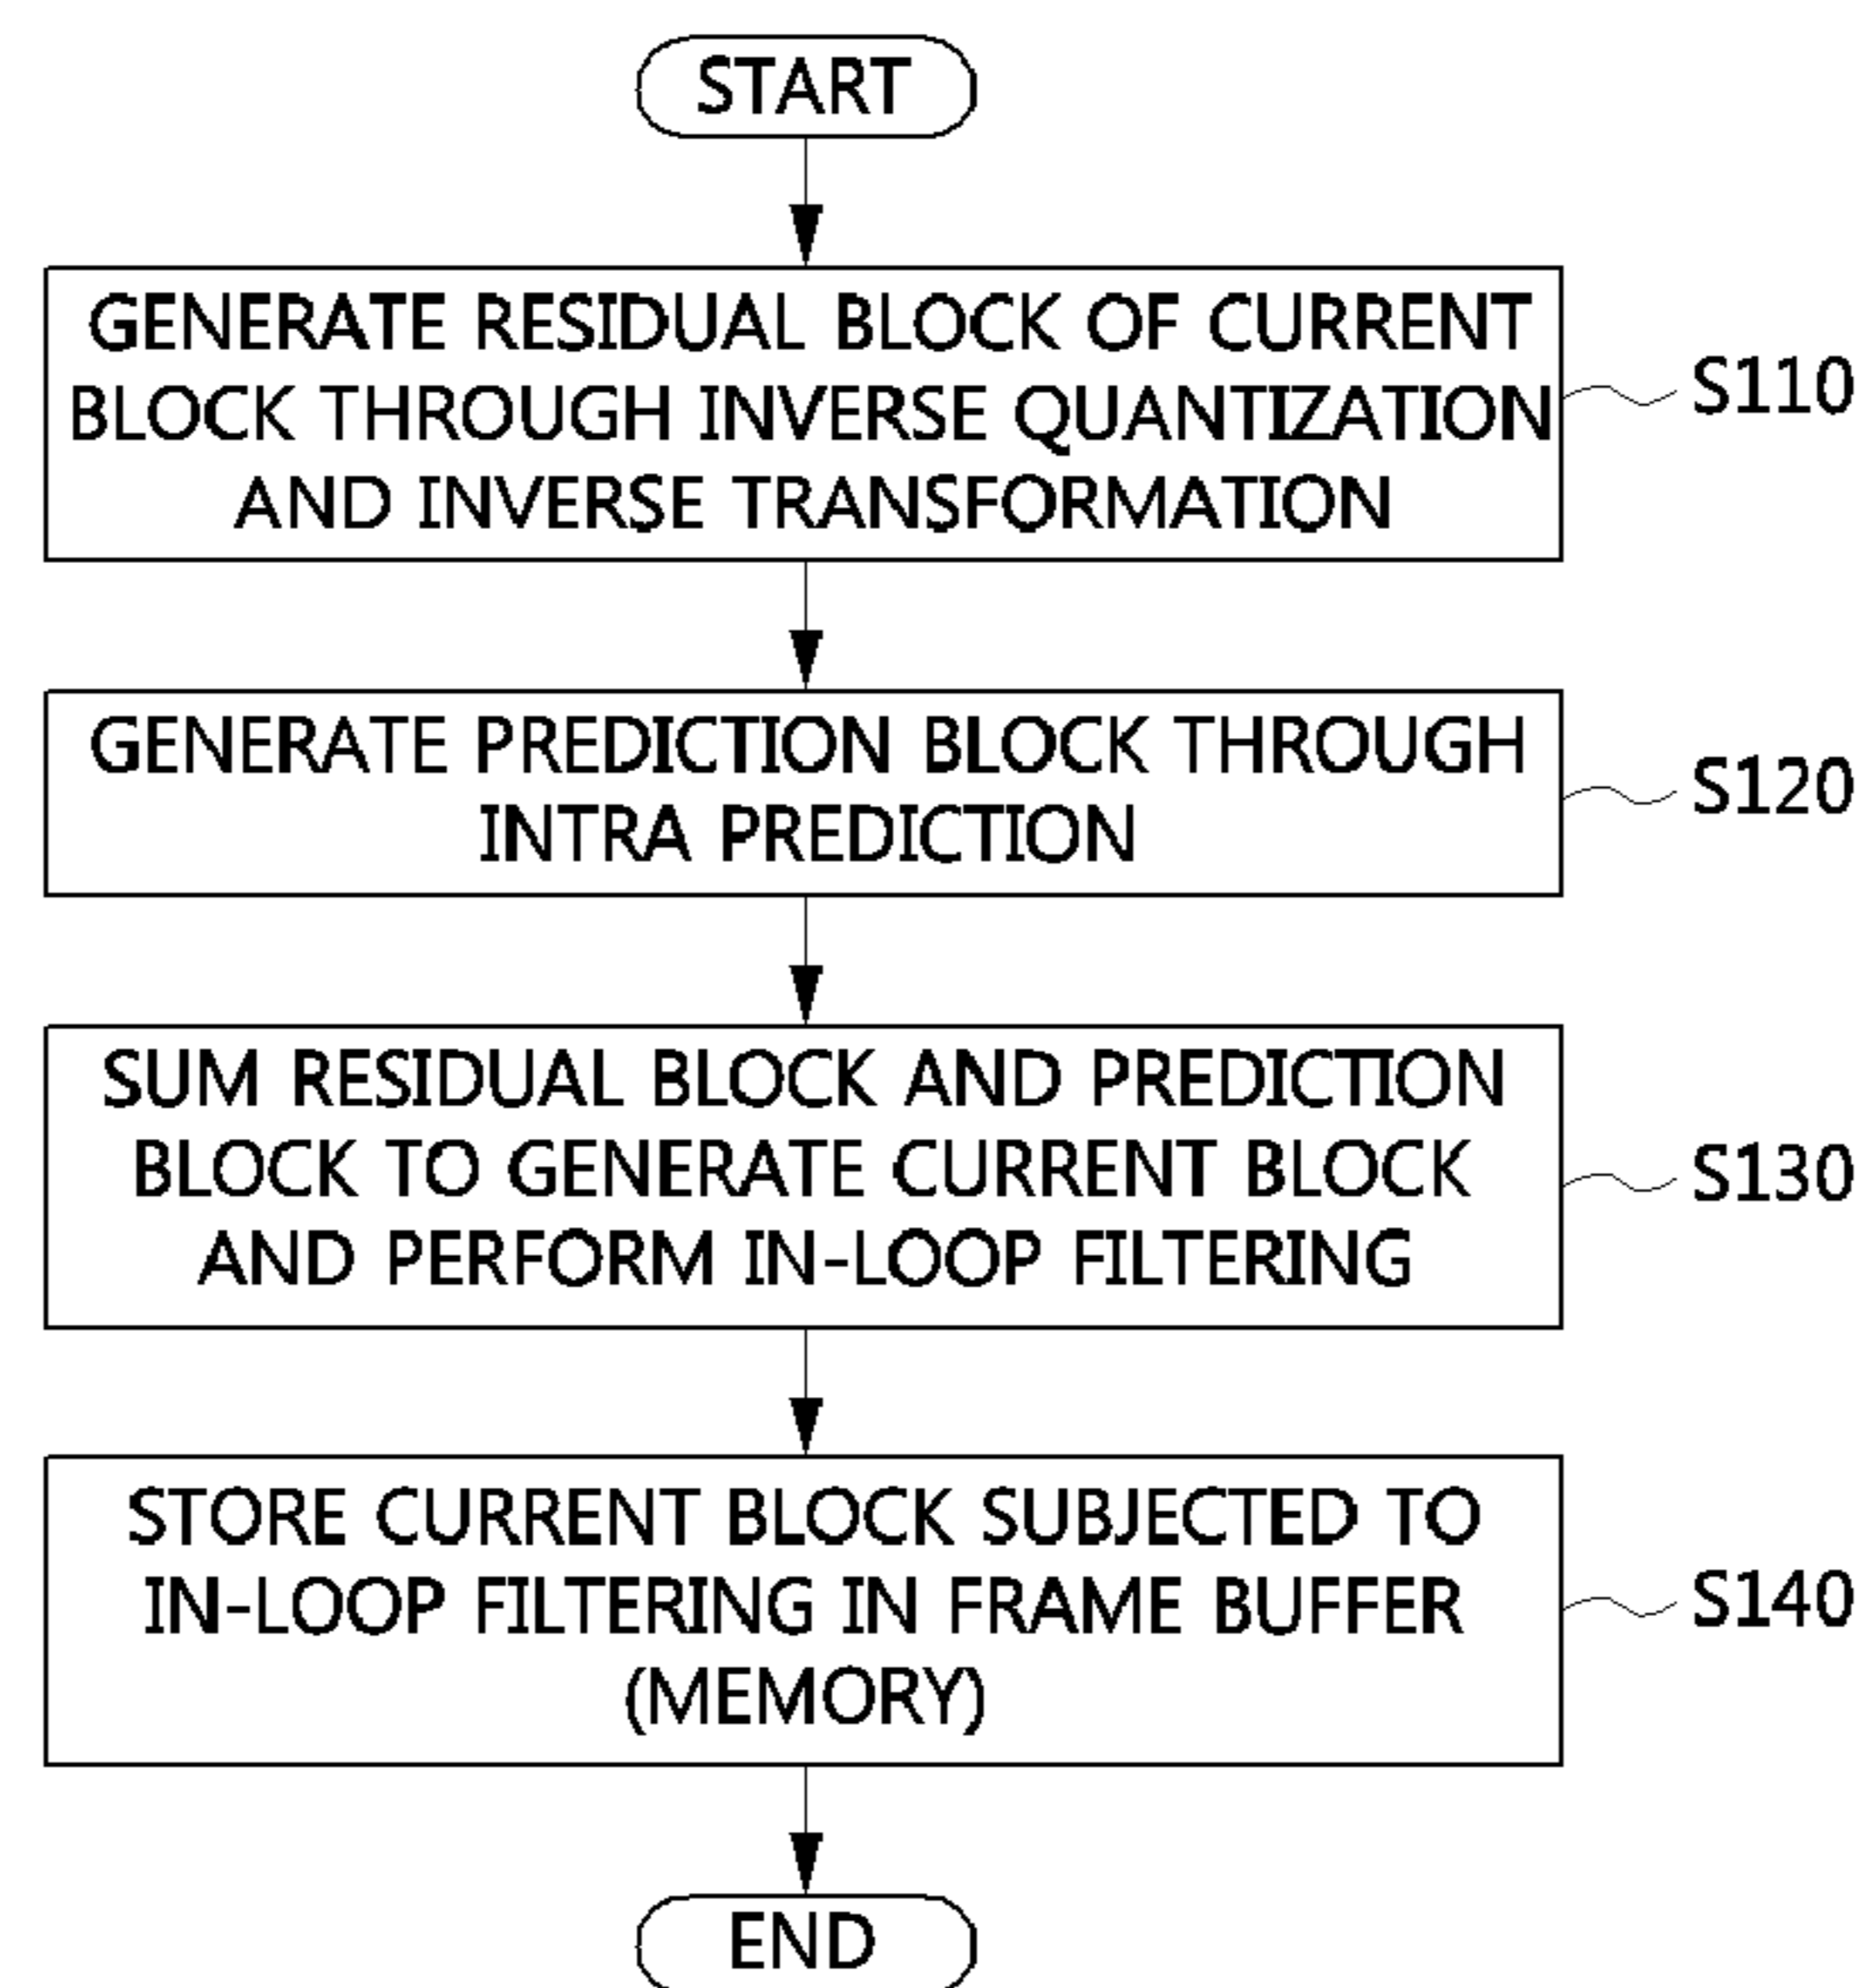 START
GENERATE RESIDUAL BLOCK OF CURRENT
BLOCK THROUGH INVERSE QUANTIZATION
AND INVERSE TRANSFORMATION
S110
GENERATE PREDICTION BLOCK THROUGH
INTRA PREDICTION
S120
SUM RESIDUAL BLOCK AND PREDICTION
BLOCK TO GENERATE CURRENT BLOCK
AND PERFORM IN-LOOP FILTERING
S130
STORE CURRENT BLOCK SUBJECTED TO
IN-LOOP FILTERING IN FRAME BUFFER
(MEMORY)
S140
END